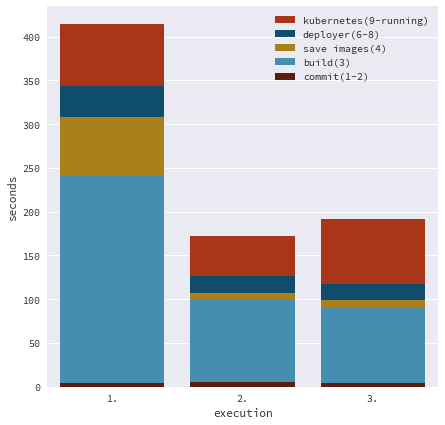 kubernetes(9-running)
deployer(6-8)
save images(4)
build(3)
commit(1-2)
400
350
300
250
200
150
100
50
0
seconds
1. 2. 3.
execution